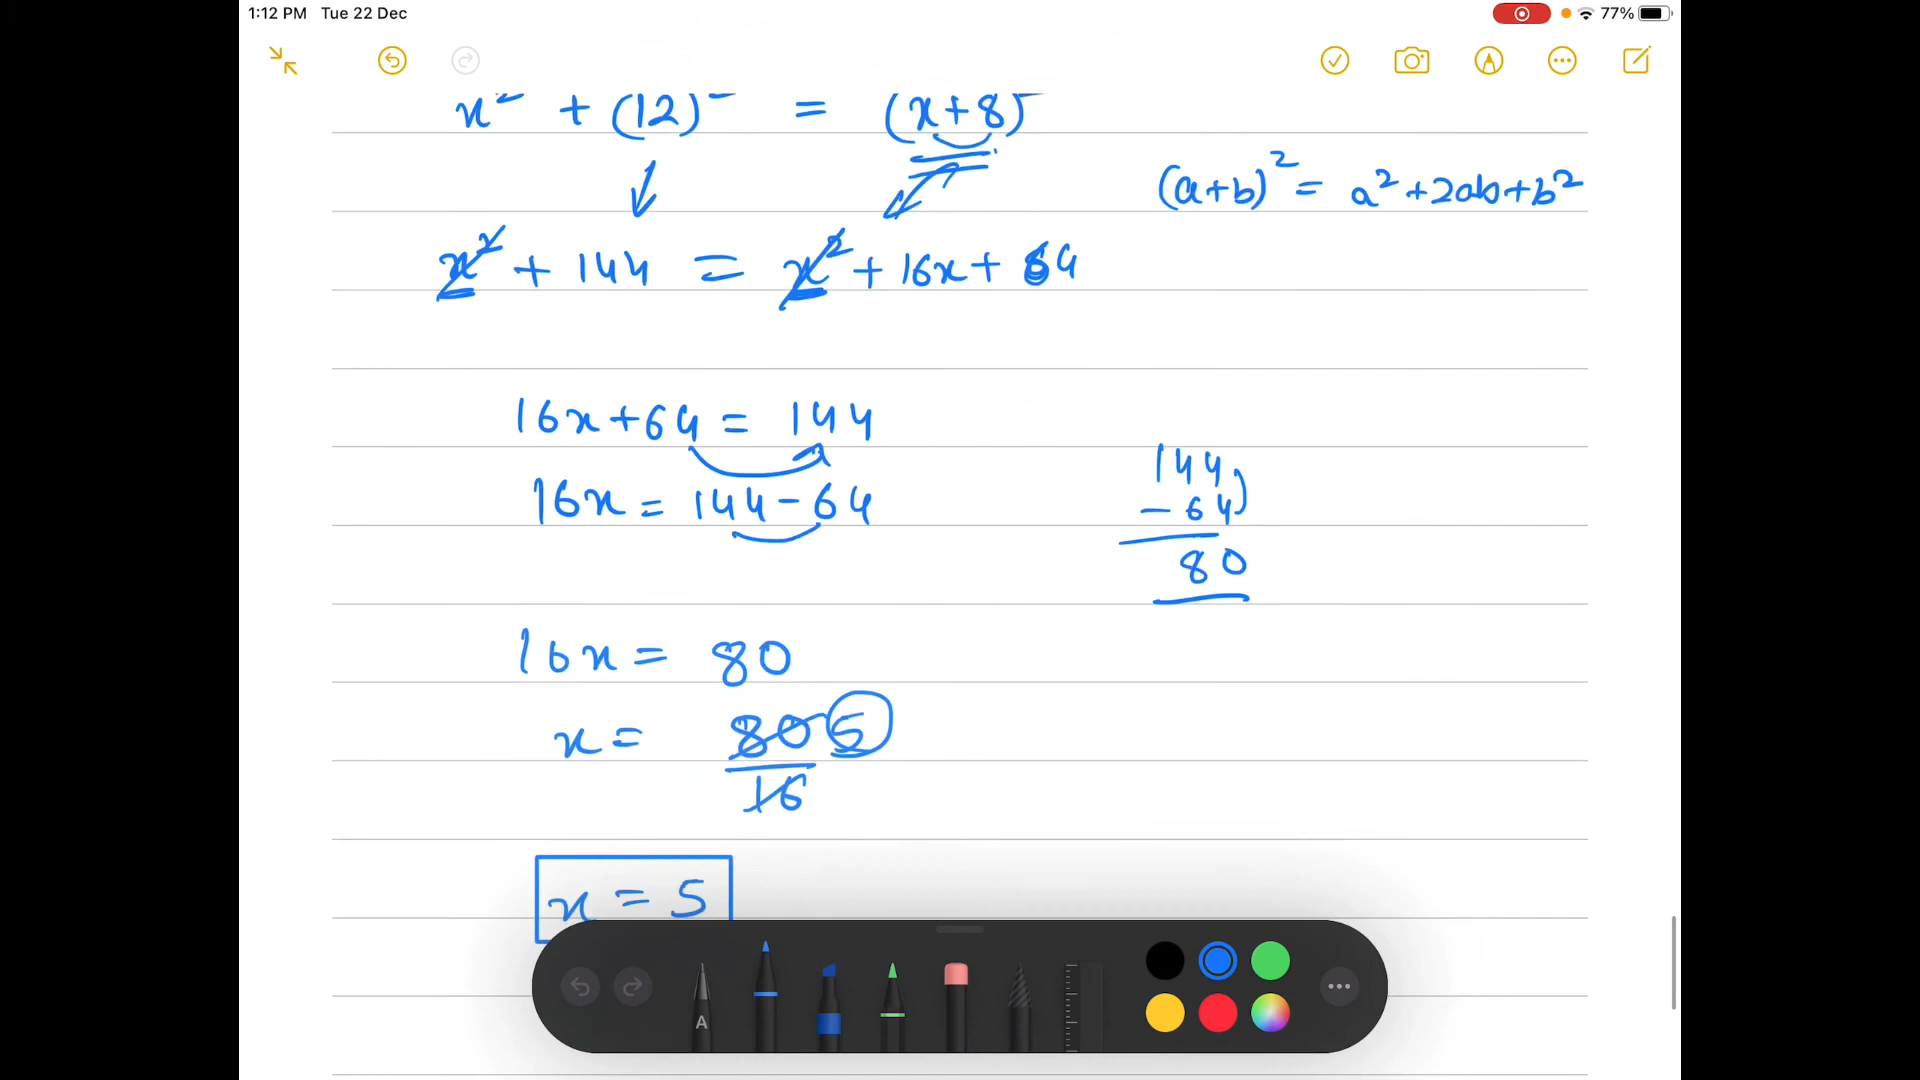 1:12 PM Tue 22 Dec
77%
x² + (12)² = (x+8)²
(a+b)² = a²+2ab+b²
x² + 144 = x² + 16x + 64
16x+64 = 144
16x = 144-64
144
- 64
80
16x = 80
x = 80 5
16
x = 5
A